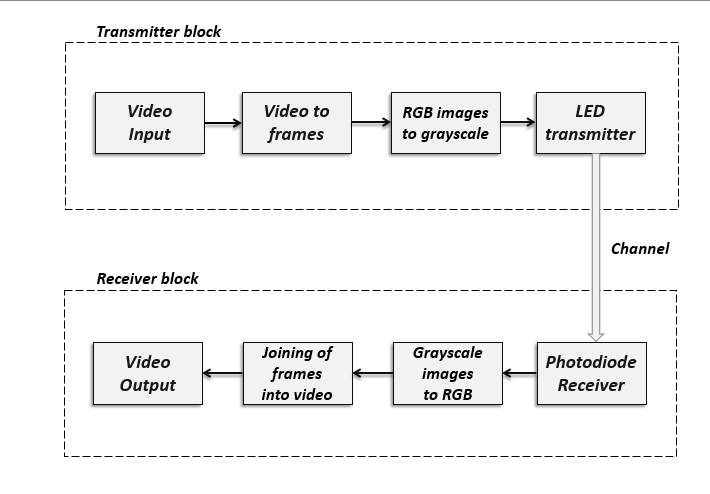 Transmitter block
Video
Input
Video to
frames
RGB images
to grayscale
LED
transmitter
Channel
Receiver block
Video
Output
Joining of
frames
into video
Grayscale
images
to RGB
Photodiode
Receiver